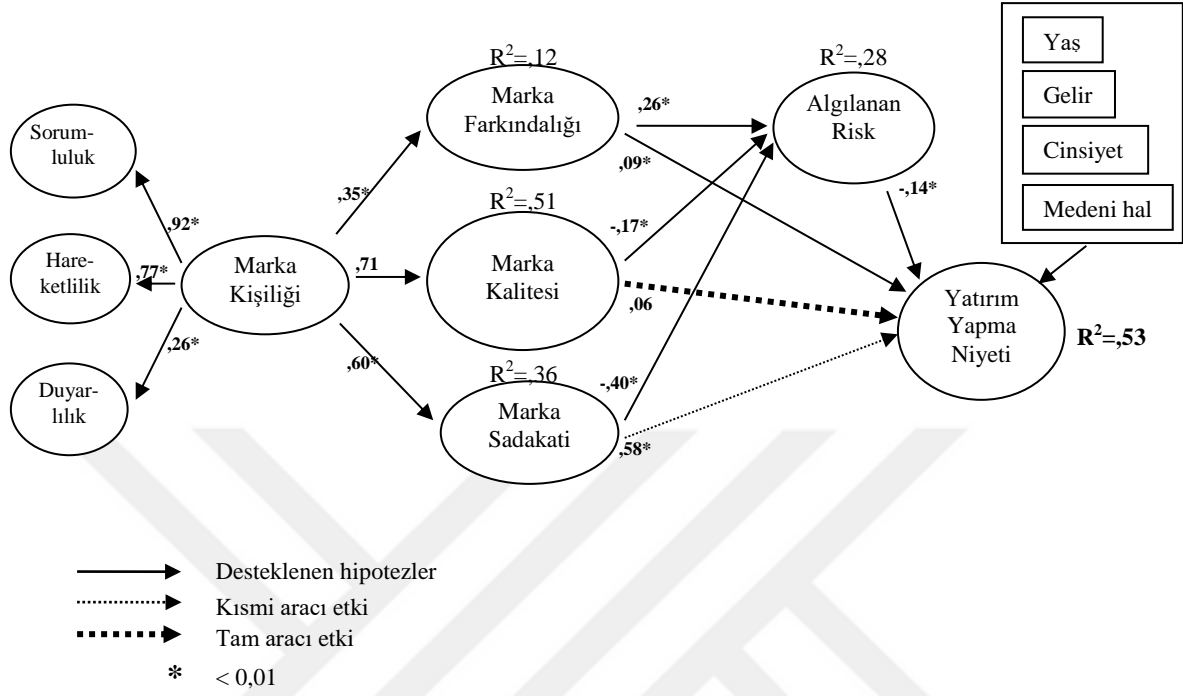 R²=,12
Marka
Farkındalığı
R²=,28
Algılanan
Risk
Yaş
Gelir
Cinsiyet
Medeni hal
Sorum-
luluk
Hare-
ketlilik
Duyar-
lılık
,92*
,77*
,26*
Marka
Kişiliği
,35*
,71
,60*
R²=,51
Marka
Kalitesi
R²=,36
Marka
Sadakati
,26*
,09*
-,17*
,06
-,40*
,58*
-,14*
Yatırım
Yapma
Niyeti
R²=,53
Desteklenen hipotezler
Kısmi aracı etki
Tam aracı etki
* < 0,01